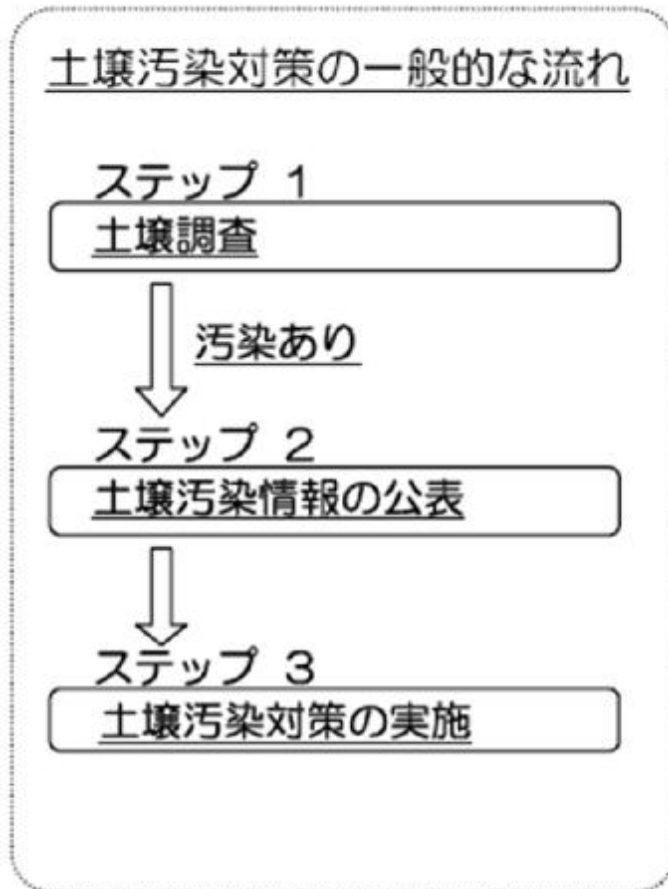 土壌汚染対策の一般的な流れ
ステップ 1
土壌調査
汚染あり
ステップ 2
土壌汚染情報の公表
ステップ 3
土壌汚染対策の実施